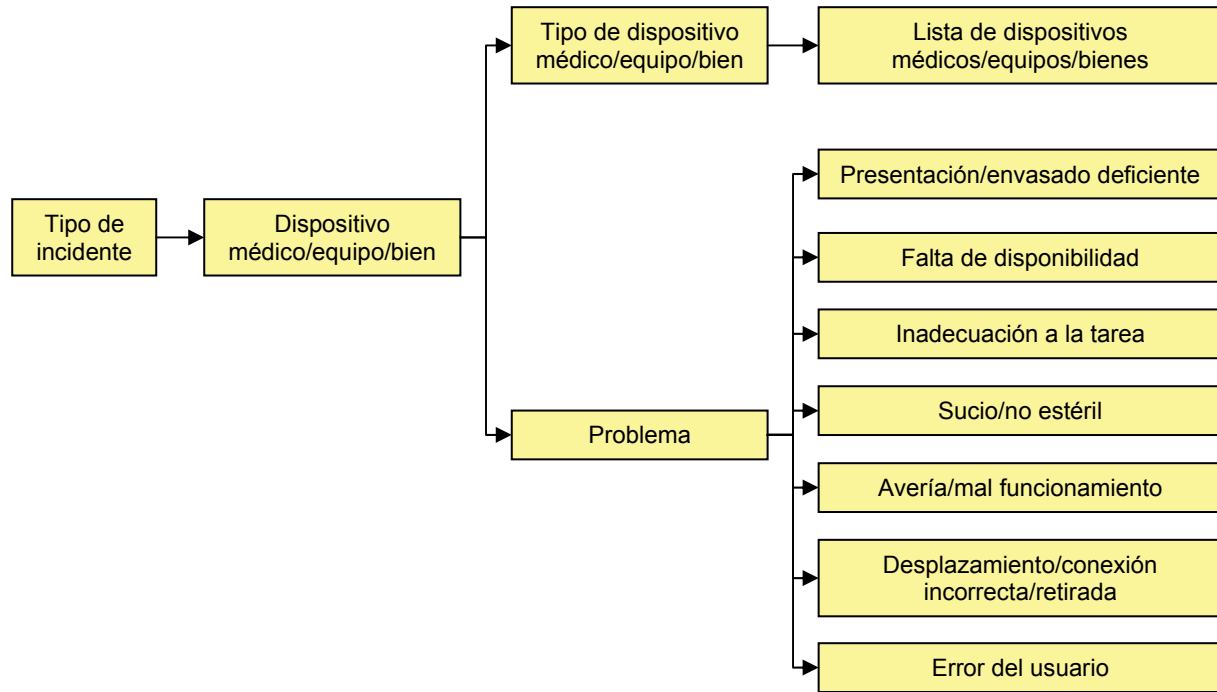 Tipo de
incidente
Dispositivo
médico/equipo/bien
Tipo de dispositivo
médico/equipo/bien
Lista de dispositivos
médicos/equipos/bienes
Problema
Presentación/envasado deficiente
Falta de disponibilidad
Inadecuación a la tarea
Sucio/no estéril
Avería/mal funcionamiento
Desplazamiento/conexión
incorrecta/retirada
Error del usuario